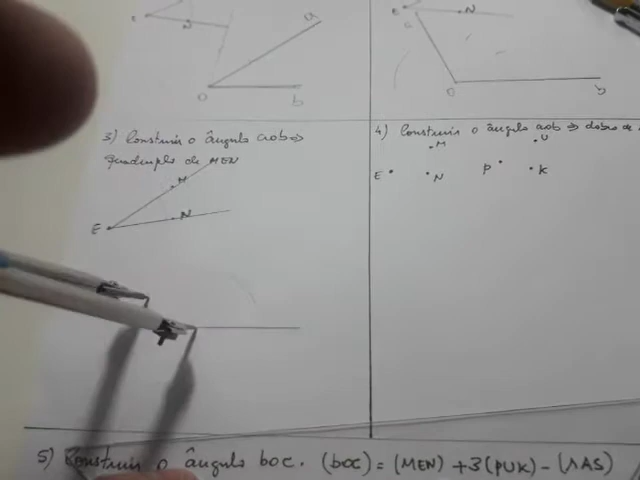 N
a
O
b
E
N
a
O
b
3) Construir o ângulo aob ⇒
quadruplo de MEN
M
N
E
4) Construir o ângulo aob ⇒ dobro de
M
U
E
N
P
K
5) Construir o ângulo boc. (boc) = (MEN) + 3(PUK) - (ΛAS)